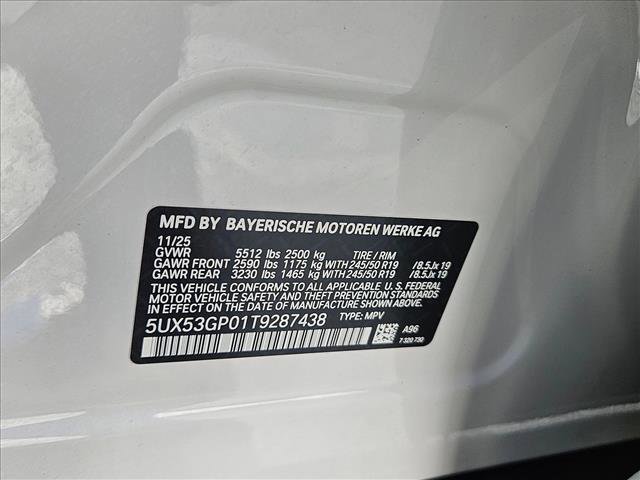 MFD BY BAYERISCHE MOTOREN WERKE AG
11/25
GVWR 5512 lbs 2500 kg TIRE / RIM
GAWR FRONT 2590 lbs 1175 kg WITH 245/50 R19 /8.5Jx 19
GAWR REAR 3230 lbs 1465 kg WITH 245/50 R19 /8.5Jx 19
THIS VEHICLE CONFORMS TO ALL APPLICABLE U.S. FEDERAL
MOTOR VEHICLE SAFETY AND THEFT PREVENTION STANDARDS
IN EFFECT ON THE DATE OF MANUFACTURE SHOWN ABOVE.
5UX53GP01T9287438 TYPE: MPV
A96
7 320 730